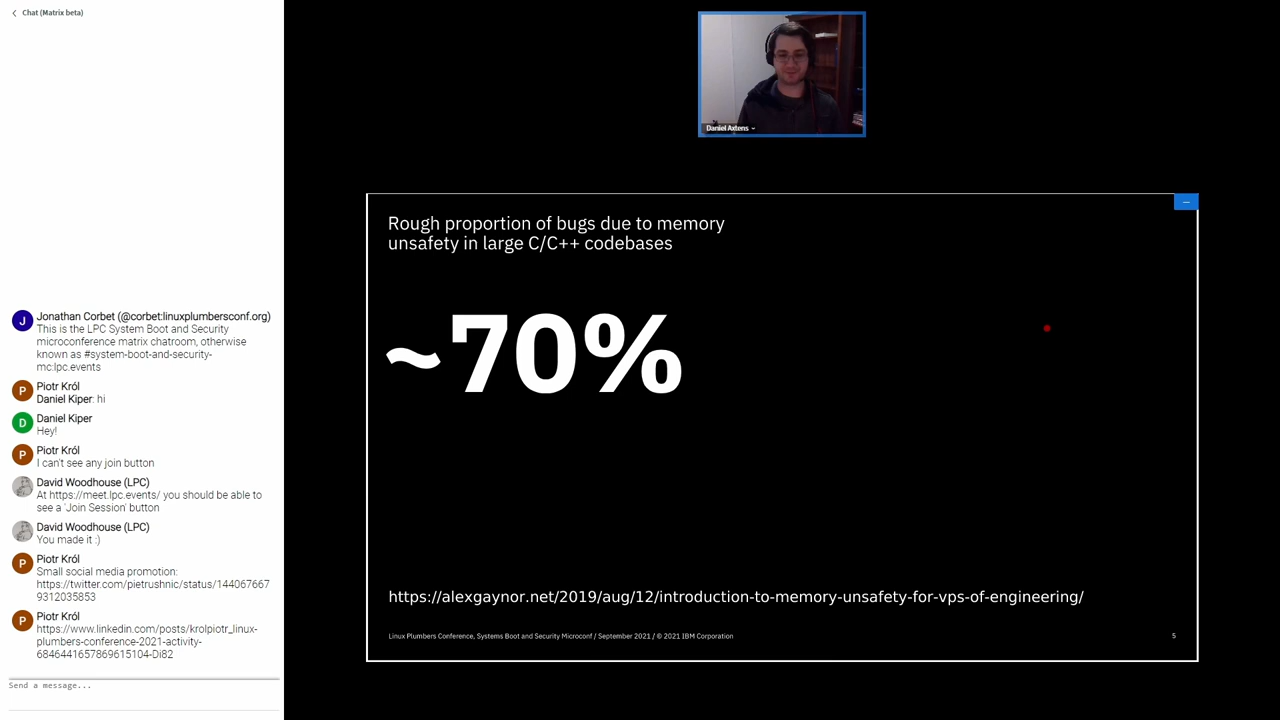 Chat (Matrix beta)
J
Jonathan Corbet (@corbet:linuxplumbersconf.org)
This is the LPC System Boot and Security
microconference matrix chatroom, otherwise
known as #system-boot-and-security-
mc:lpc.events
P
Piotr Król
Daniel Kiper: hi
D
Daniel Kiper
Hey!
P
Piotr Król
I can't see any join button
David Woodhouse (LPC)
At https://meet.lpc.events/ you should be able to
see a 'Join Session' button
David Woodhouse (LPC)
You made it :)
P
Piotr Król
Small social media promotion:
https://twitter.com/pietrushnic/status/144067667
9312035853
P
Piotr Król
https://www.linkedin.com/posts/krolpiotr_linux-
plumbers-conference-2021-activity-
6846441657869615104-Di82
Send a message...
Daniel Axtens
Rough proportion of bugs due to memory
unsafety in large C/C++ codebases
~70%
https://alexgaynor.net/2019/aug/12/introduction-to-memory-unsafety-for-vps-of-engineering/
Linux Plumbers Conference, Systems Boot and Security Microconf / September 2021 / © 2021 IBM Corporation
5